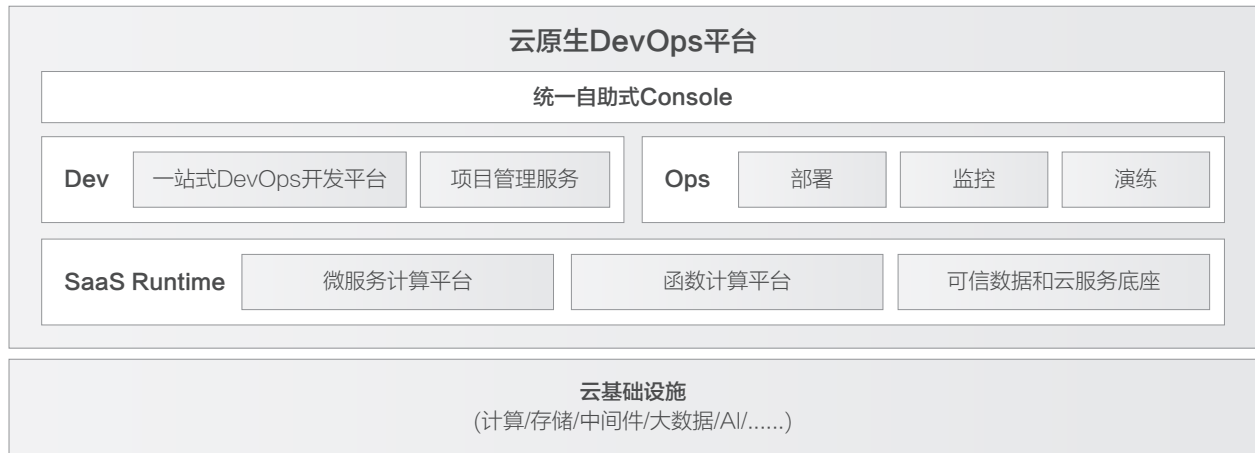 云原生DevOps平台
统一自助式Console
Dev 一站式DevOps开发平台 项目管理服务 Ops 部署 监控 演练
SaaS Runtime 微服务计算平台 函数计算平台 可信数据和云服务底座
云基础设施
(计算/存储/中间件/大数据/AI/......)